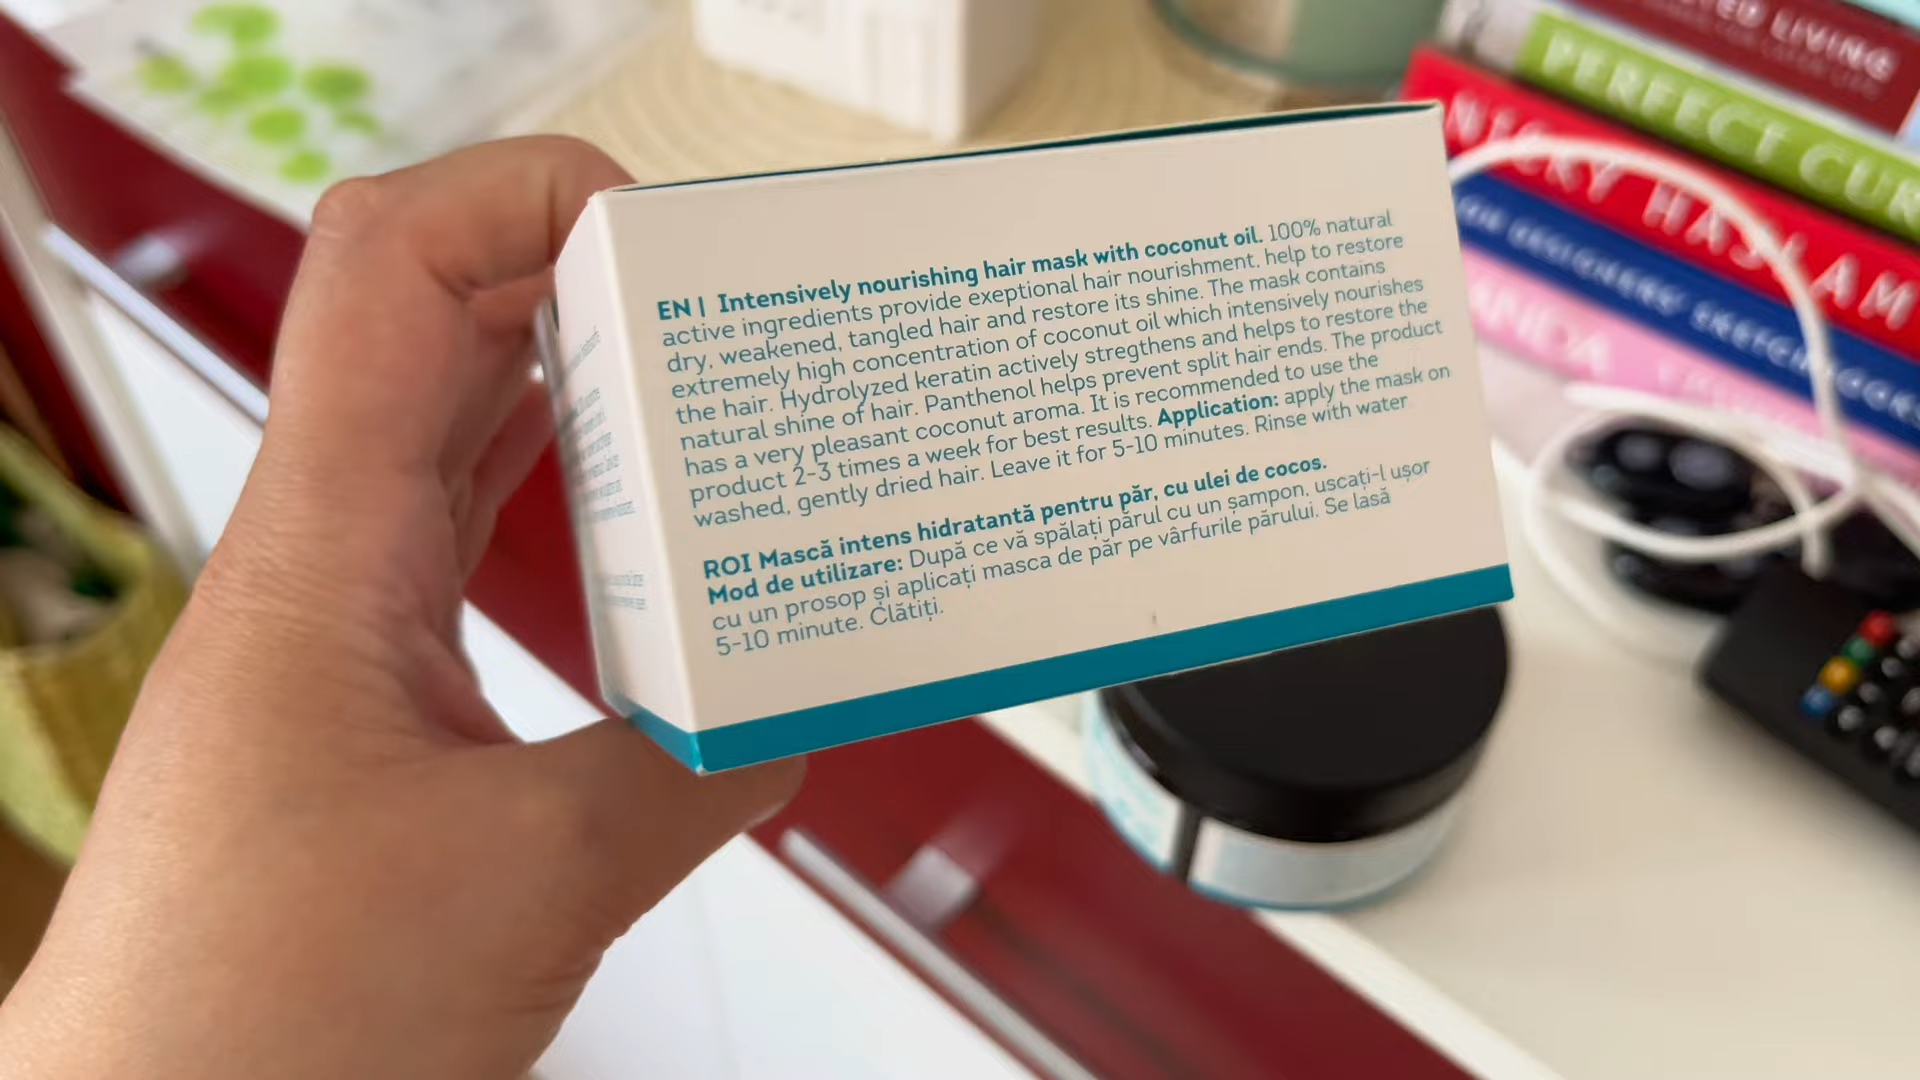 EN | Intensively nourishing hair mask with coconut oil. 100% natural
active ingredients provide exeptional hair nourishment, help to restore
dry, weakened, tangled hair and restore its shine. The mask contains
extremely high concentration of coconut oil which intensively nourishes
the hair. Hydrolyzed keratin actively stregthens and helps to restore the
natural shine of hair. Panthenol helps prevent split hair ends. The product
has a very pleasant coconut aroma. It is recommended to use the
product 2-3 times a week for best results. Application: apply the mask on
washed, gently dried hair. Leave it for 5-10 minutes. Rinse with water
ROI Mască intens hidratantă pentru păr, cu ulei de cocos.
Mod de utilizare: După ce vă spălați părul cu un șampon, uscați-l ușor
cu un prosop și aplicați masca de păr pe vârfurile părului. Se lasă
5-10 minute. Clătiți.
LIVING
PERFECT CUR
NICKY HASLAM
DESIGNERS' SKETCHBOOKS